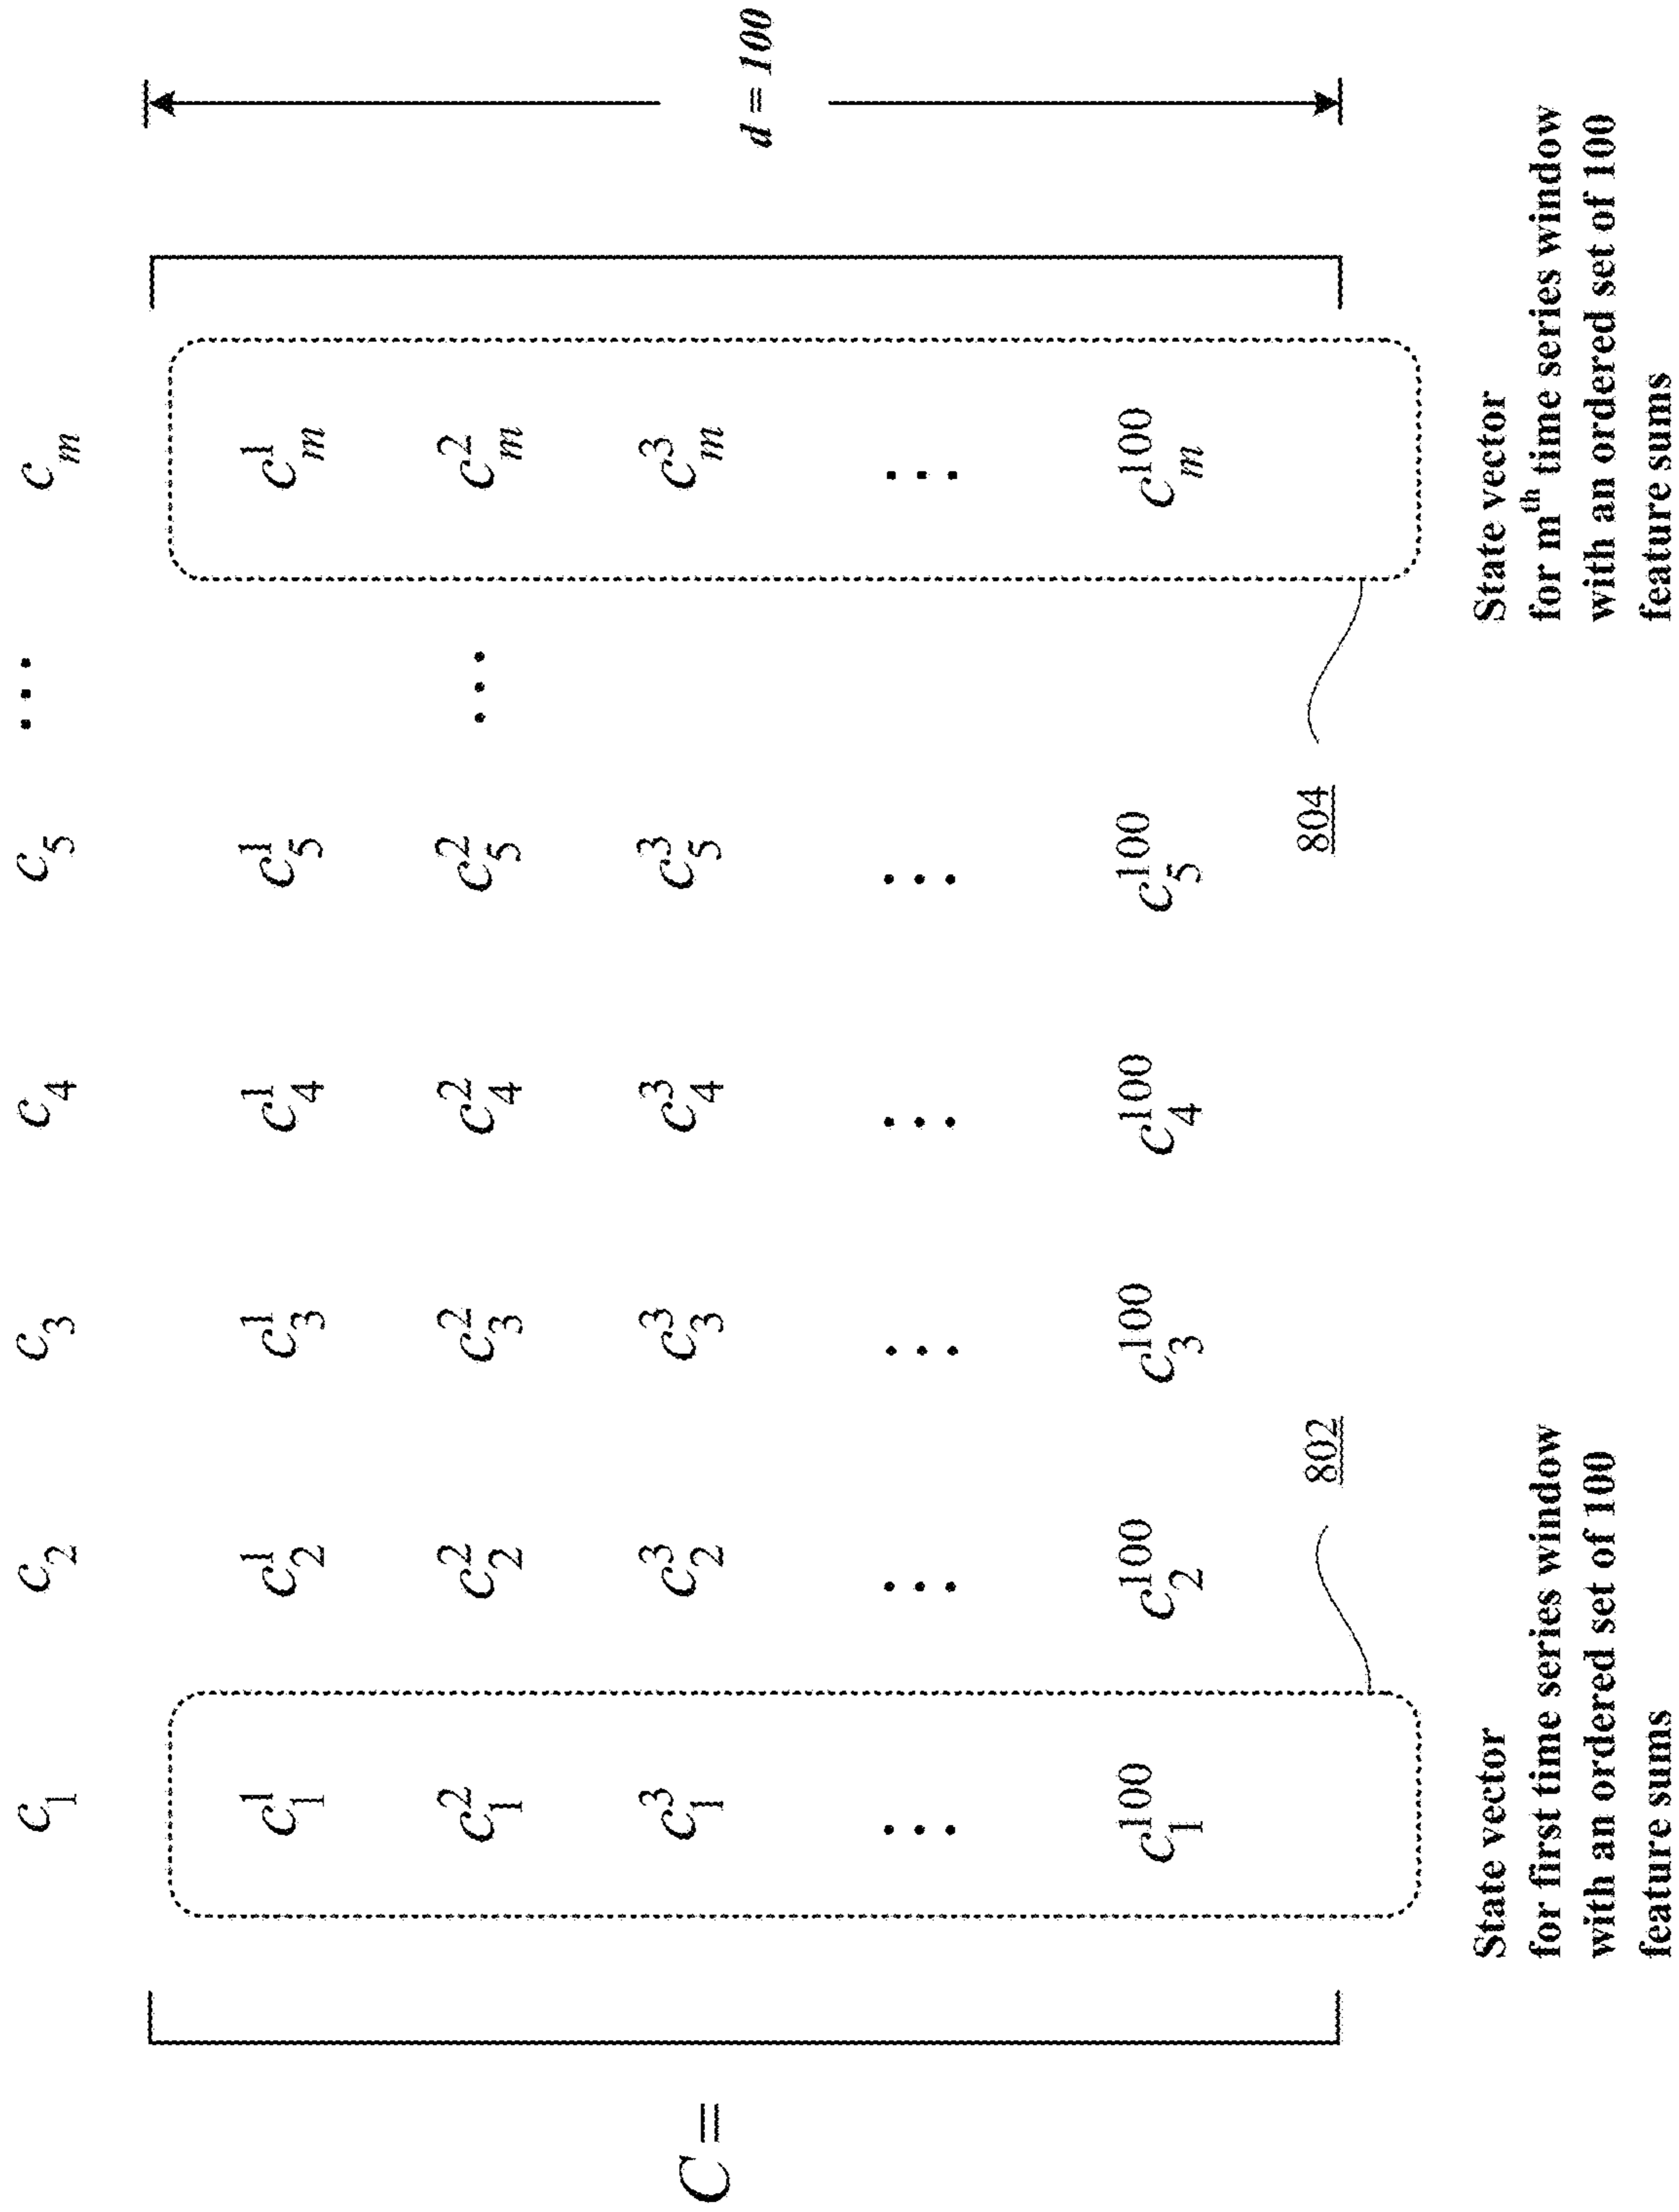 c_1 c_2 c_3 c_4 c_5 ... c_m
c_1^1 c_2^1 c_3^1 c_4^1 c_5^1 c_m^1
c_1^2 c_2^2 c_3^2 c_4^2 c_5^2 ... c_m^2
C =
c_1^3 c_2^3 c_3^3 c_4^3 c_5^3 c_m^3
d = 100
⋮ ⋮ ⋮ ⋮ ⋮ ⋮
c_1^100 c_2^100 c_3^100 c_4^100 c_5^100 c_m^100
802
804
State vector
for first time series window
with an ordered set of 100
feature sums
State vector
for m^th time series window
with an ordered set of 100
feature sums